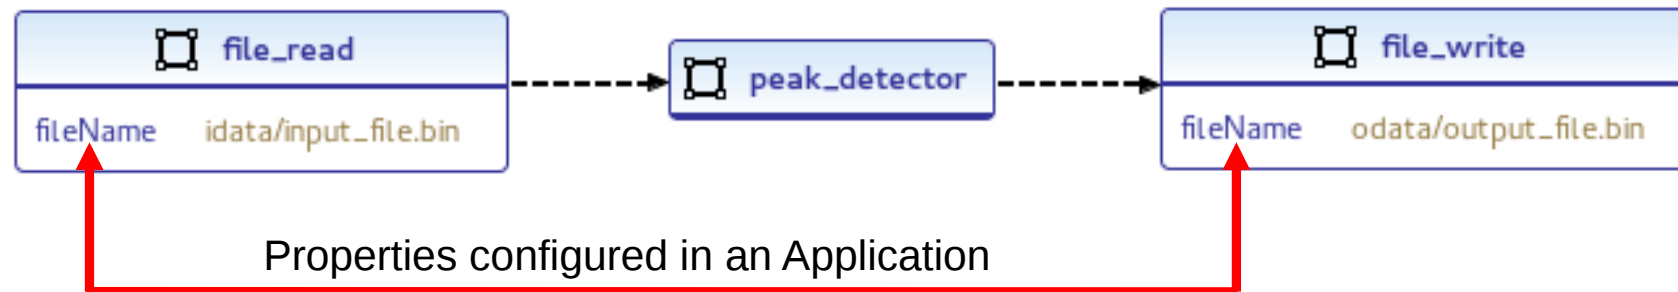 file_read
fileName idata/input_file.bin
peak_detector
file_write
fileName odata/output_file.bin
Properties configured in an Application